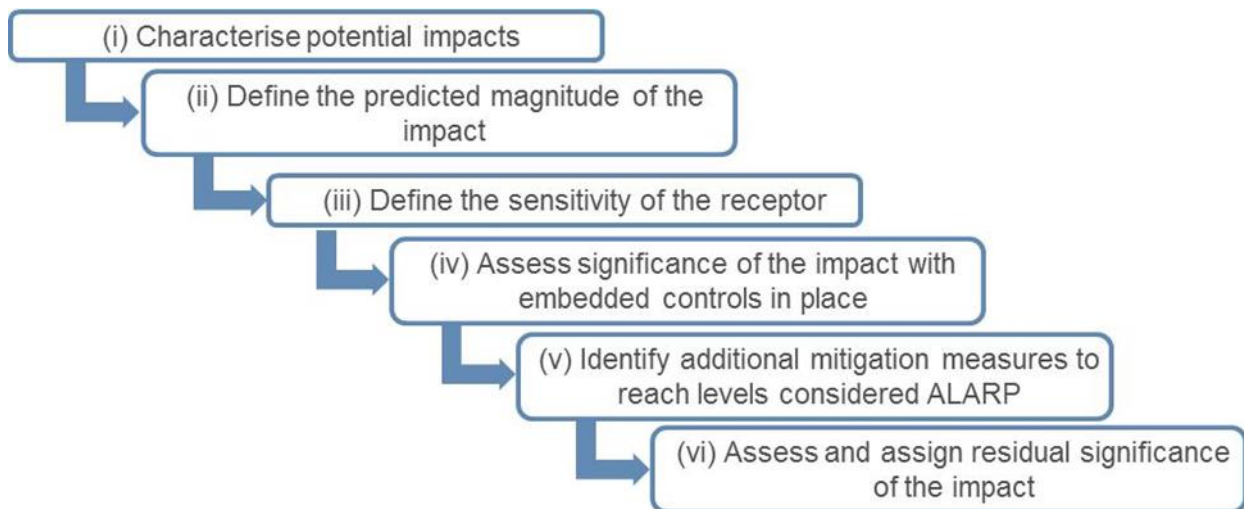 (i) Characterise potential impacts
(ii) Define the predicted magnitude of the
impact
(iii) Define the sensitivity of the receptor
(iv) Assess significance of the impact with
embedded controls in place
(v) Identify additional mitigation measures to
reach levels considered ALARP
(vi) Assess and assign residual significance
of the impact